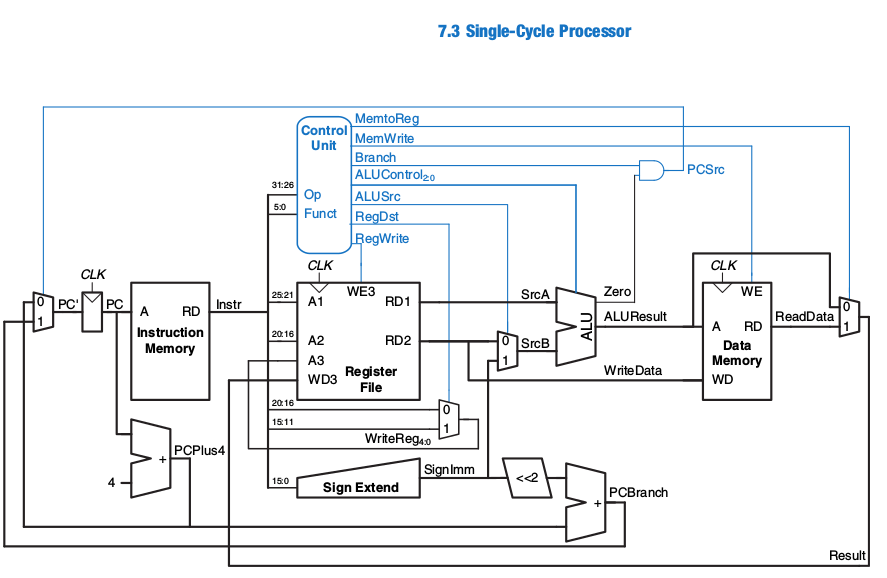 7.3 Single-Cycle Processor
MemtoReg
Control
Unit
MemWrite
Branch
PCSrc
ALUControl2:0
31:26
Op
ALUSrc
5:0
Funct
RegDst
RegWrite
CLK
CLK
CLK
25:21
A1
WE3
RD1
SrcA
Zero
WE
0
1
PC'
PC
A
RD
Instr
Instruction
Memory
20:16
A2
RD2
0
1
SrcB
ALU
ALUResult
A
RD
ReadData
0
1
Data
Memory
A3
WD3
Register
File
WriteData
WD
20:16
15:11
0
1
WriteReg4:0
PCPlus4
+
4
SignImm
15:0
Sign Extend
<<2
+
PCBranch
Result